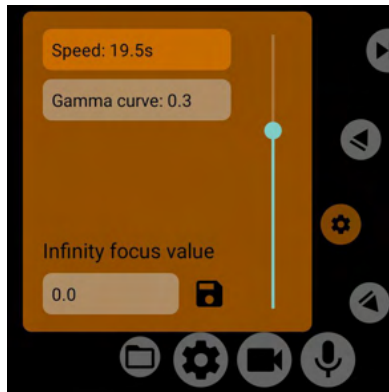 Speed: 19.5s
Gamma curve: 0.3
Infinity focus value
0.0